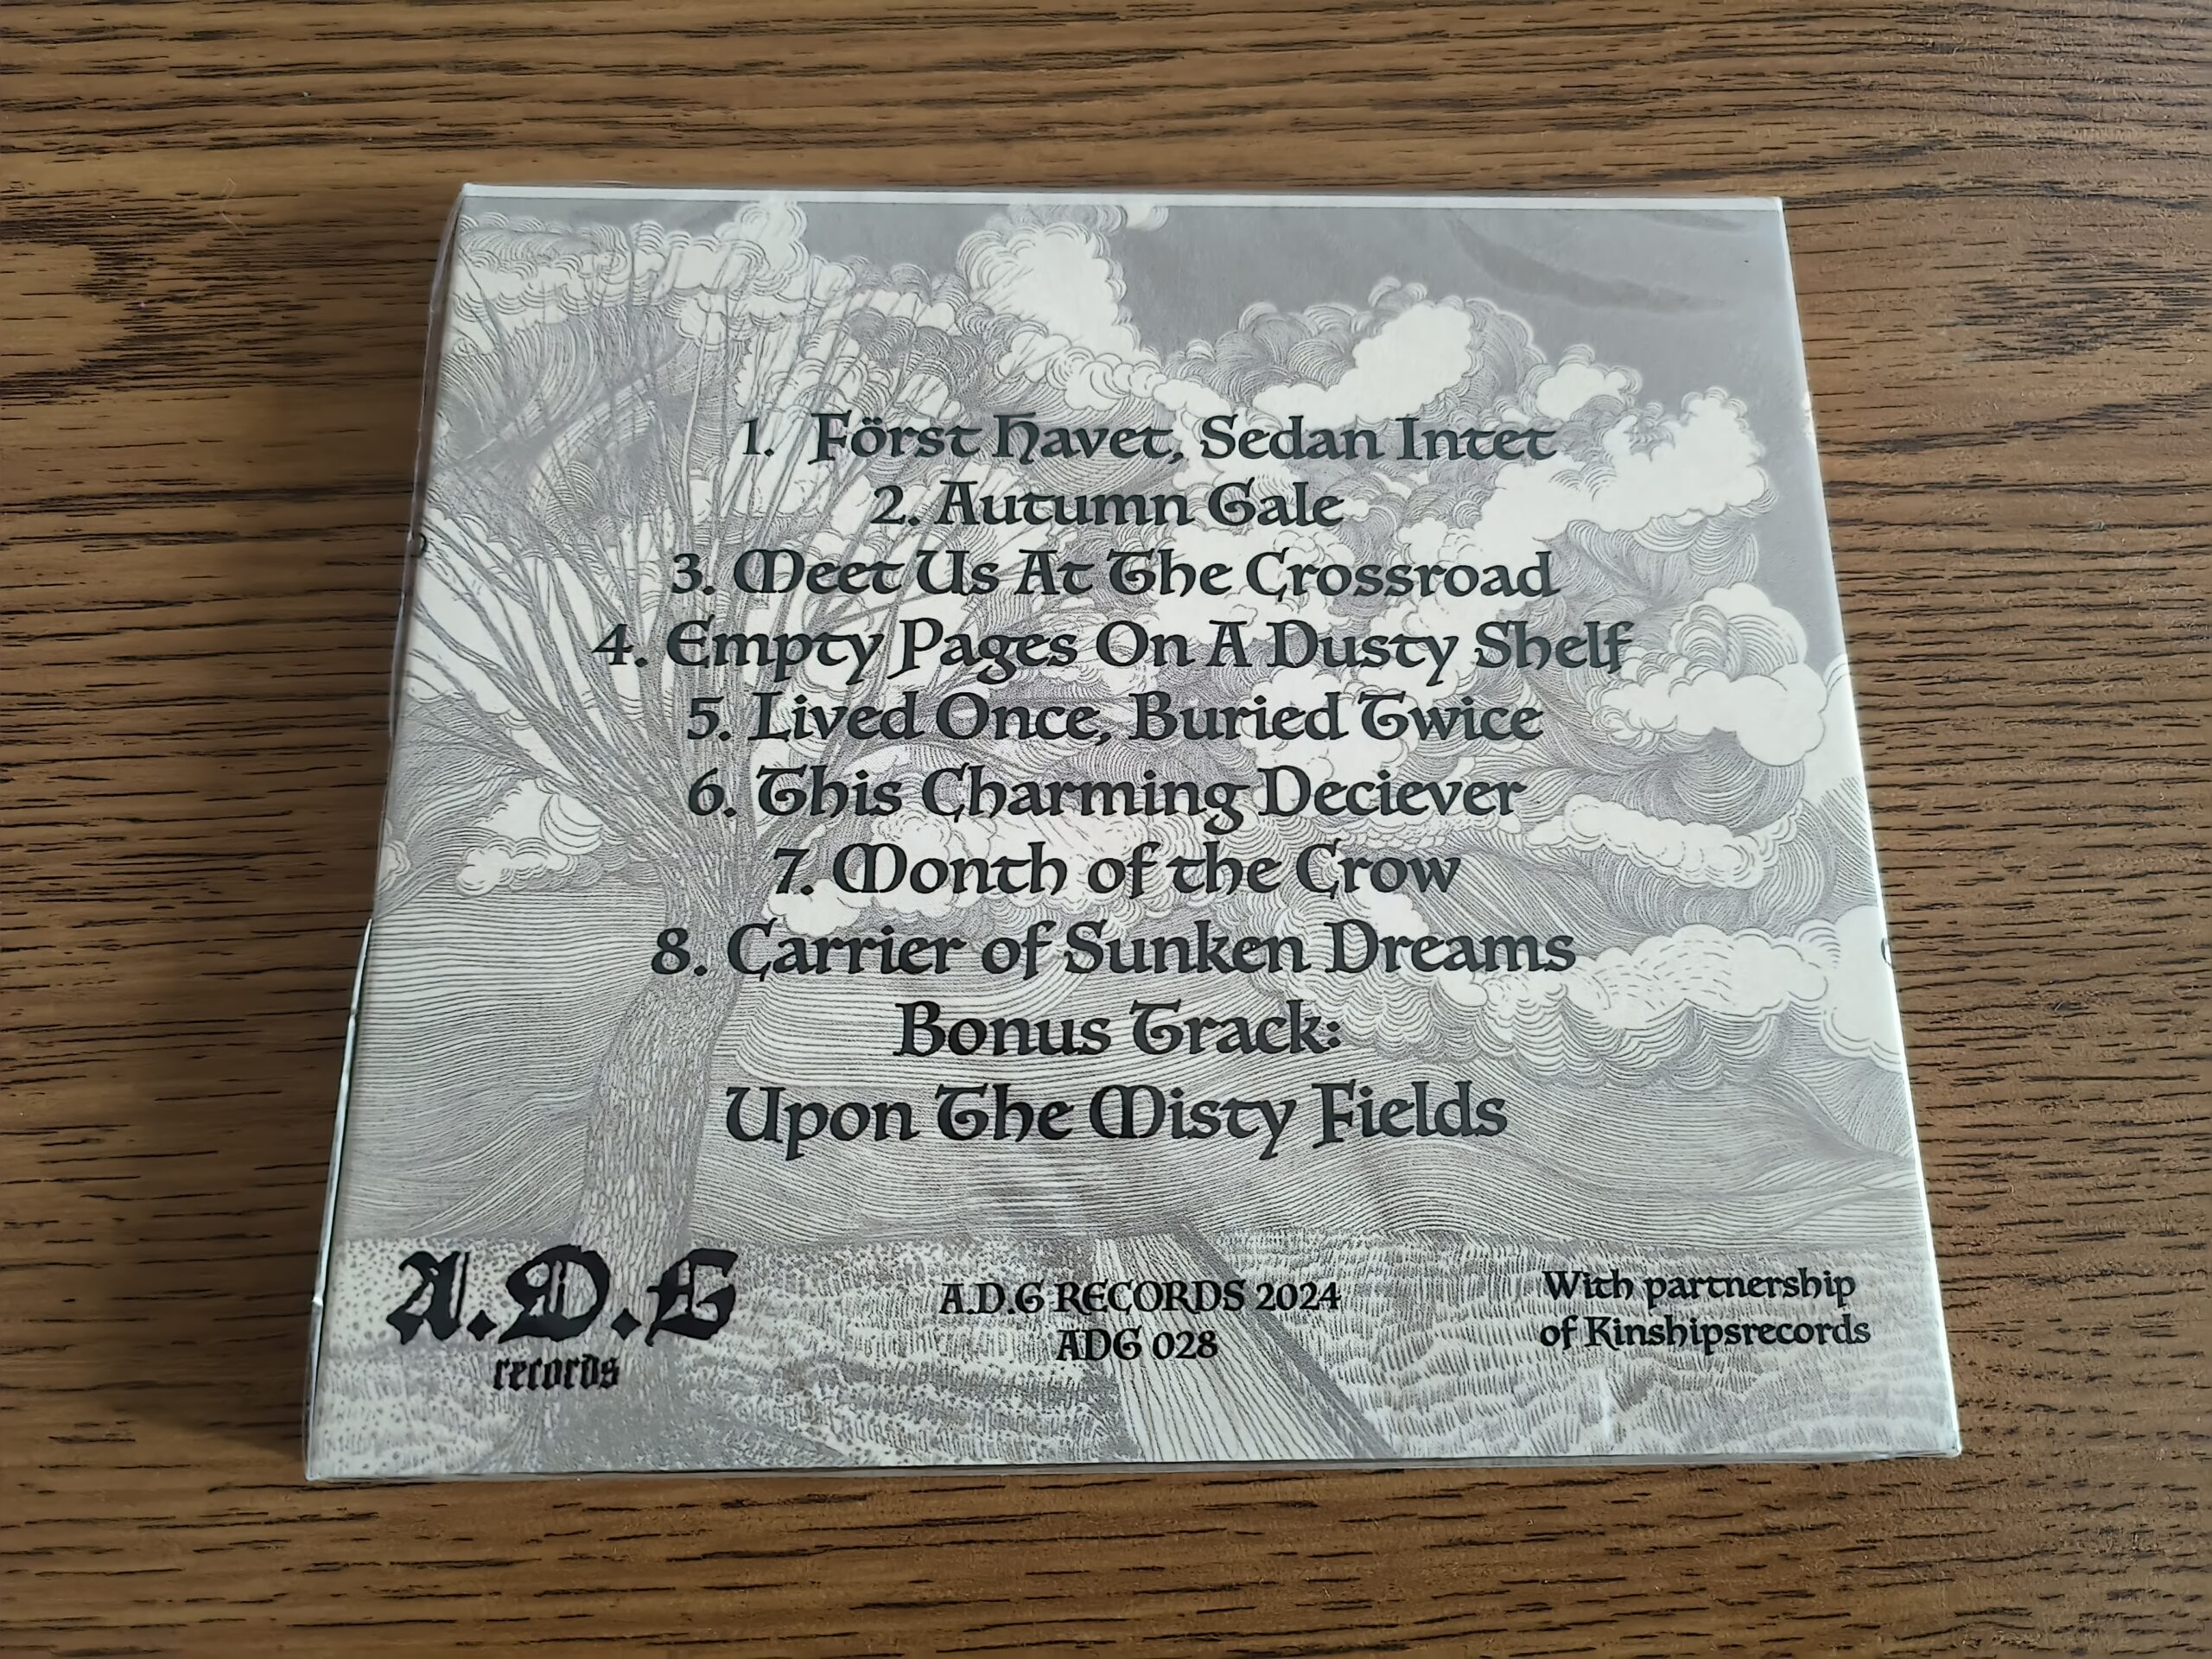 1. Först Havet, Sedan Intet
2. Autumn Gale
3. Meet Us At The Crossroad
4. Empty Pages On A Dusty Shelf
5. Lived Once, Buried Twice
6. This Charming Deciever
7. Month of the Crow
8. Carrier of Sunken Dreams
Bonus Track:
Upon The Misty Fields
A.D.G
records
A.D.G RECORDS 2024
ADG 028
With partnership
of Kinshipsrecords